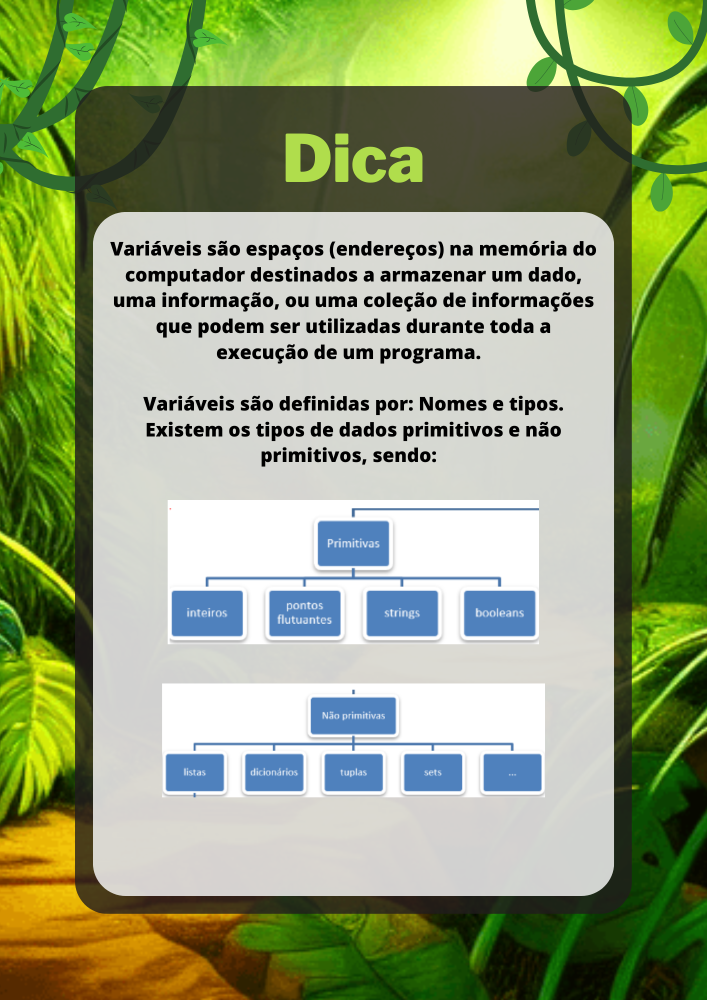 Dica
Variáveis são espaços (endereços) na memória do
computador destinados a armazenar um dado,
uma informação, ou uma coleção de informações
que podem ser utilizadas durante toda a
execução de um programa.
Variáveis são definidas por: Nomes e tipos.
Existem os tipos de dados primitivos e não
primitivos, sendo:
Primitivas
inteiros
pontos
flutuantes
strings
booleans
Não primitivas
listas
dicionários
tuplas
sets
...